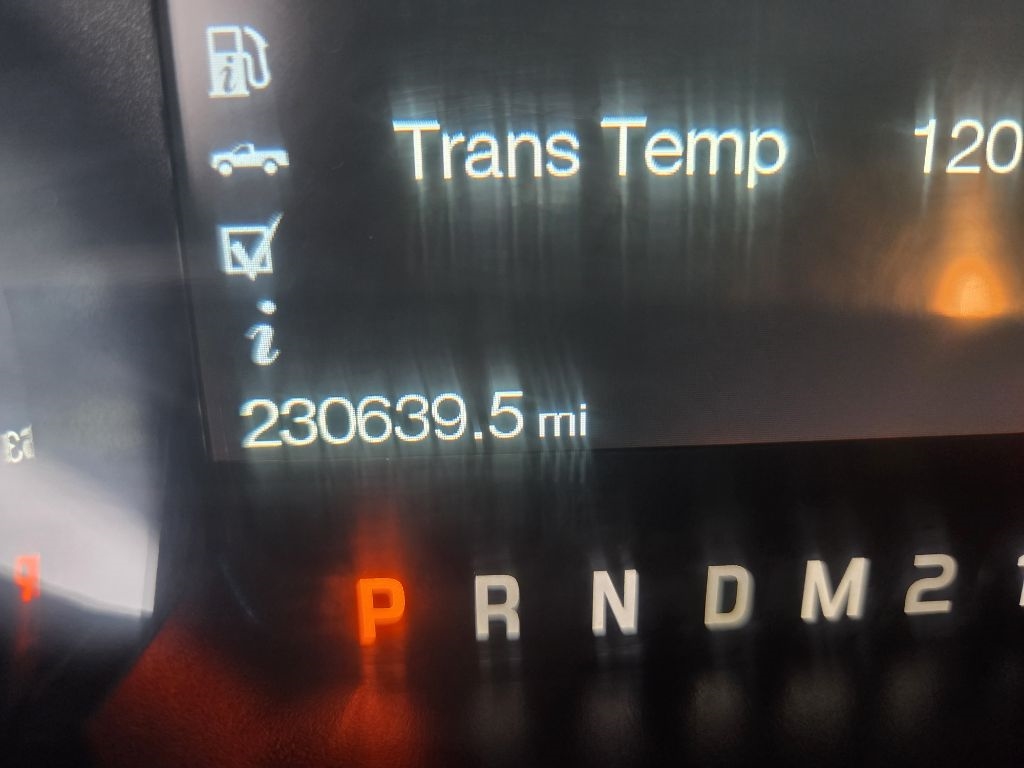 Trans Temp 120
i
230639.5 mi
P R N D M 2